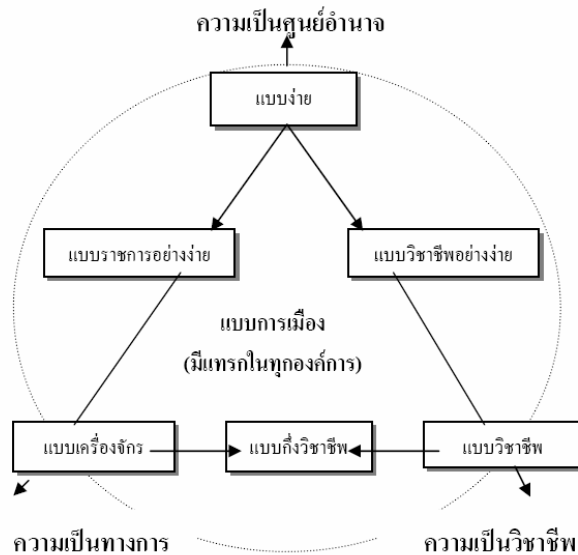 ความเป็นศูนย์อำนาจ
แบบง่าย
แบบราชการอย่างง่าย
แบบวิชาชีพอย่างง่าย
แบบการเมือง
(มีแทรกในทุกองค์การ)
แบบเครื่องจักร
แบบกึ่งวิชาชีพ
แบบวิชาชีพ
ความเป็นทางการ
ความเป็นวิชาชีพ